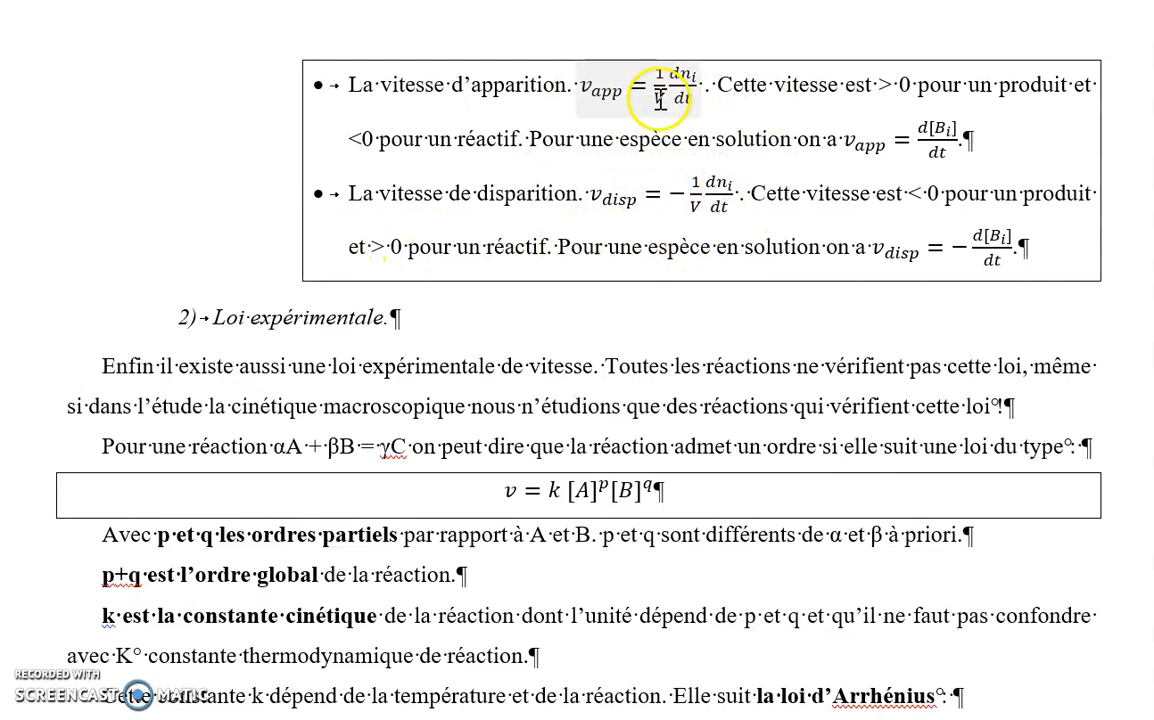 • La vitesse d’apparition. v_app = 1/V dn_i/dt. Cette vitesse est > 0 pour un produit et
<0 pour un réactif. Pour une espèce en solution on a v_app = d[B_i]/dt.¶
• La vitesse de disparition. v_disp = − 1/V dn_i/dt. Cette vitesse est < 0 pour un produit
et > 0 pour un réactif. Pour une espèce en solution on a v_disp = − d[B_i]/dt.¶
2) Loi expérimentale.¶
Enfin il existe aussi une loi expérimentale de vitesse. Toutes les réactions ne vérifient pas cette loi, même
si dans l’étude la cinétique macroscopique nous n’étudions que des réactions qui vérifient cette loi !¶
Pour une réaction αA + βB = γC on peut dire que la réaction admet un ordre si elle suit une loi du type : ¶
v = k [A]^p[B]^q¶
Avec p et q les ordres partiels par rapport à A et B. p et q sont différents de α et β à priori.¶
p+q est l’ordre global de la réaction.¶
k est la constante cinétique de la réaction dont l’unité dépend de p et q et qu’il ne faut pas confondre
avec K° constante thermodynamique de réaction.¶
Cette constante k dépend de la température et de la réaction. Elle suit la loi d’Arrhénius : ¶
RECORDED WITH
SCREENCAST MATIC